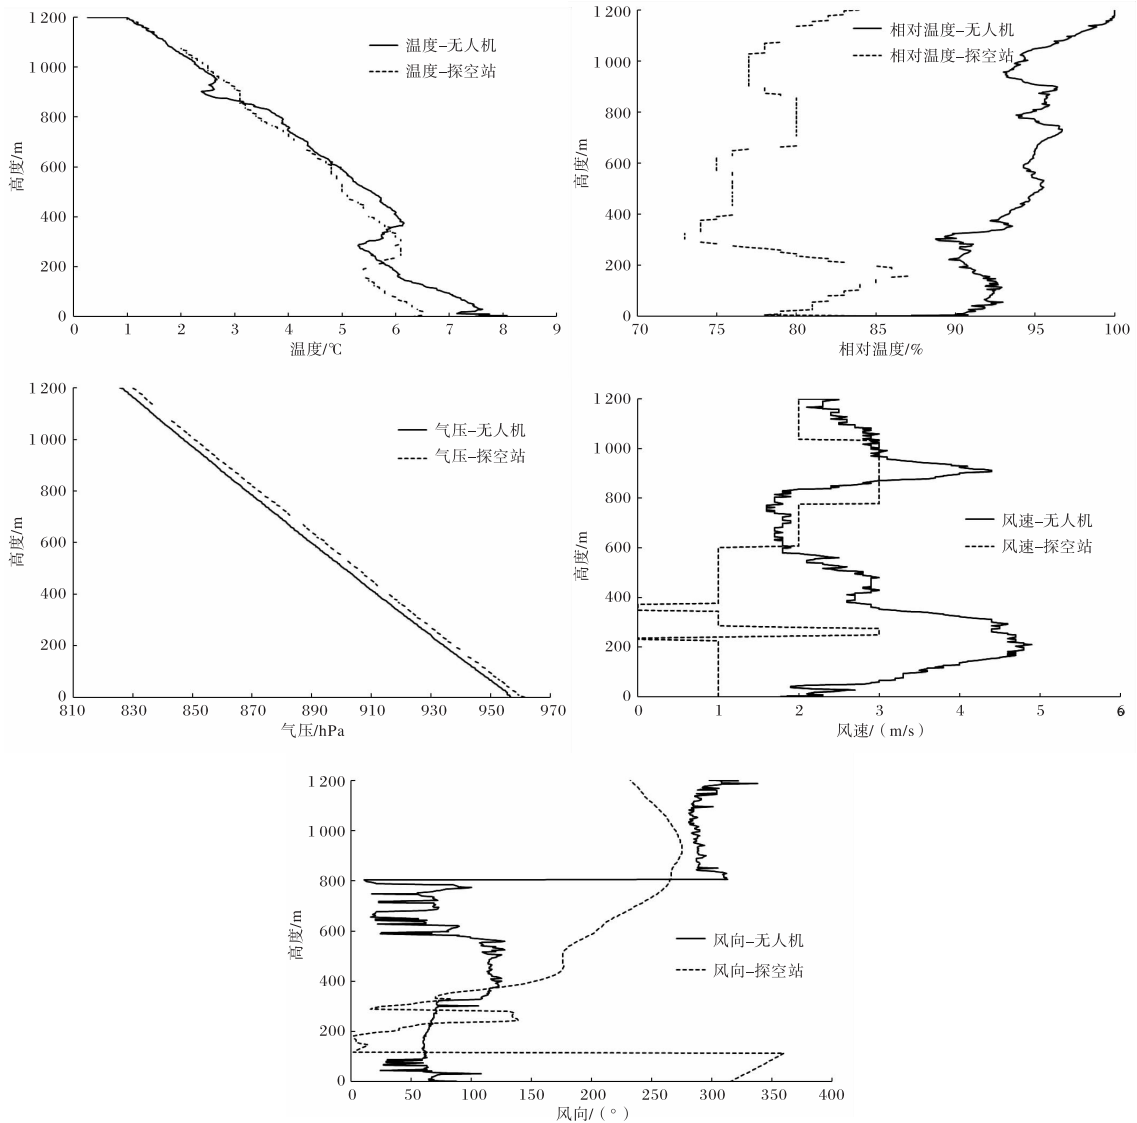 1 200
1 000
800
600
400
200
0
高度/m
温度–无人机
温度–探空站
0 1 2 3 4 5 6 7 8 9
温度/℃
1 200
1 000
800
600
400
200
0
高度/m
相对温度–无人机
相对温度–探空站
70 75 80 85 90 95 100
相对温度/%
1 200
1 000
800
600
400
200
0
高度/m
气压–无人机
气压–探空站
810 830 850 870 890 910 930 950 970
气压/hPa
1 200
1 000
800
600
400
200
0
高度/m
风速–无人机
风速–探空站
0 1 2 3 4 5 6
风速/（m/s）
1 200
1 000
800
600
400
200
0
高度/m
风向–无人机
风向–探空站
0 50 100 150 200 250 300 350 400
风向/（°）